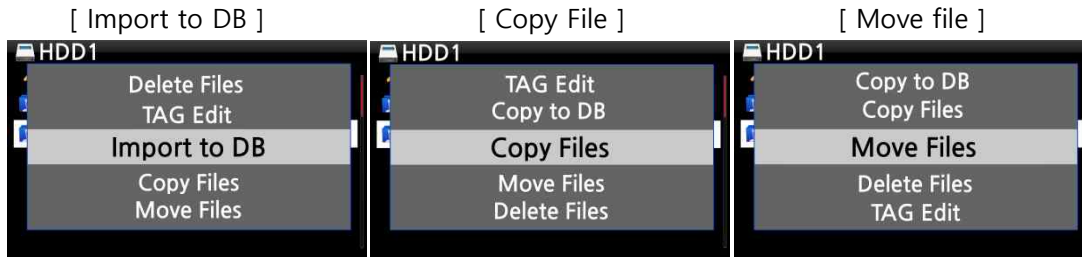 [ Import to DB ]
HDD1
Delete Files
TAG Edit
Import to DB
Copy Files
Move Files
[ Copy File ]
HDD1
TAG Edit
Copy to DB
Copy Files
Move Files
Delete Files
[ Move file ]
HDD1
Copy to DB
Copy Files
Move Files
Delete Files
TAG Edit